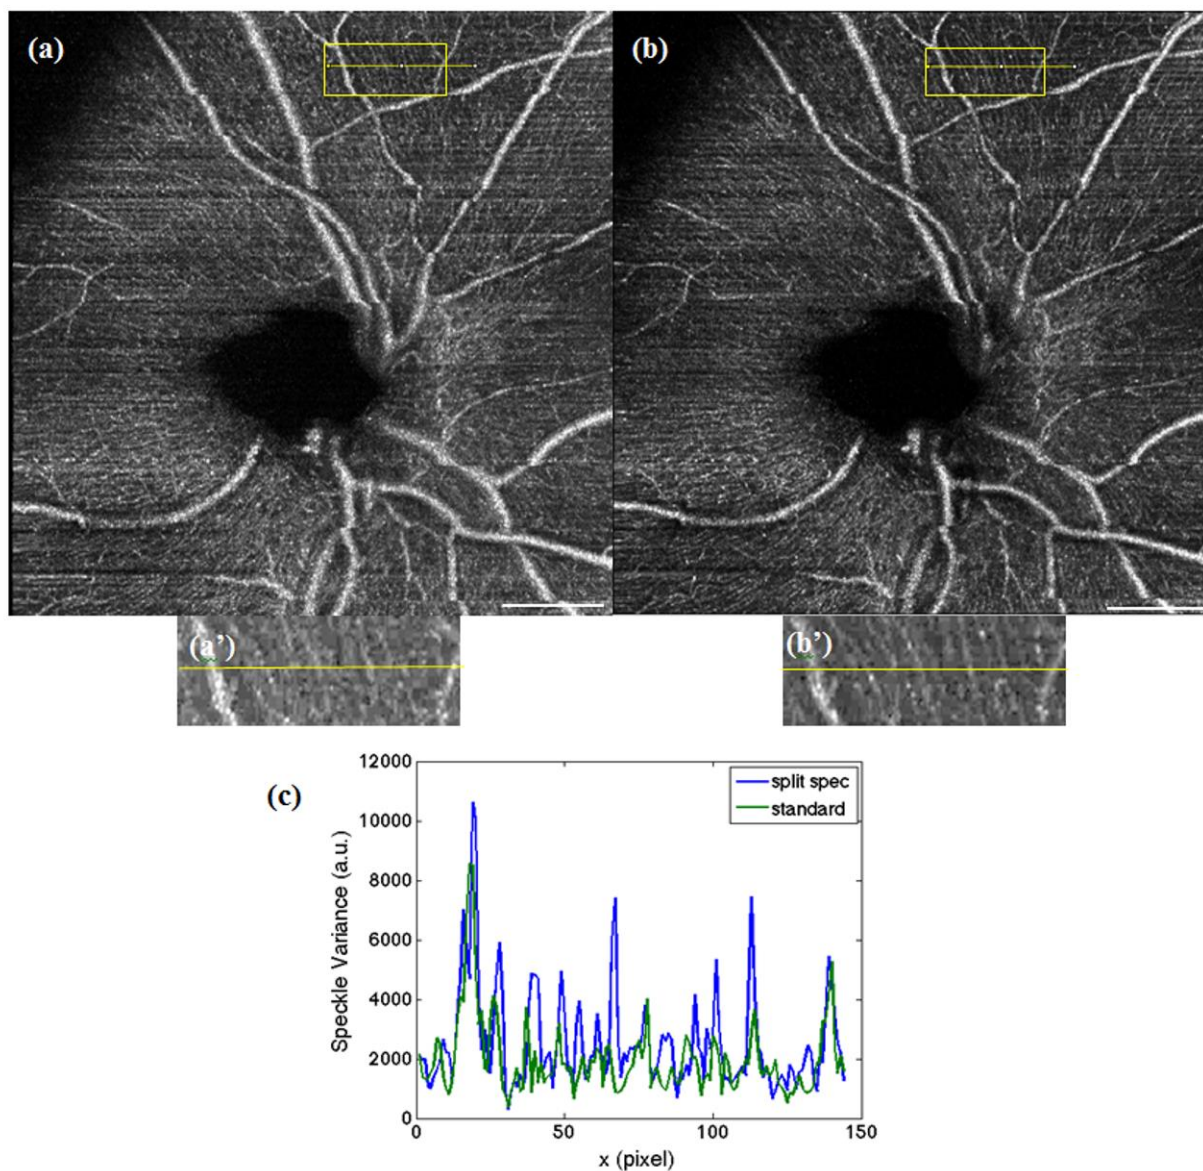 (a)
(b)
(a’)
(b’)
(c)
12000
10000
8000
6000
4000
2000
0
Speckle Variance (a.u.)
split spec
standard
0
50
100
150
x (pixel)